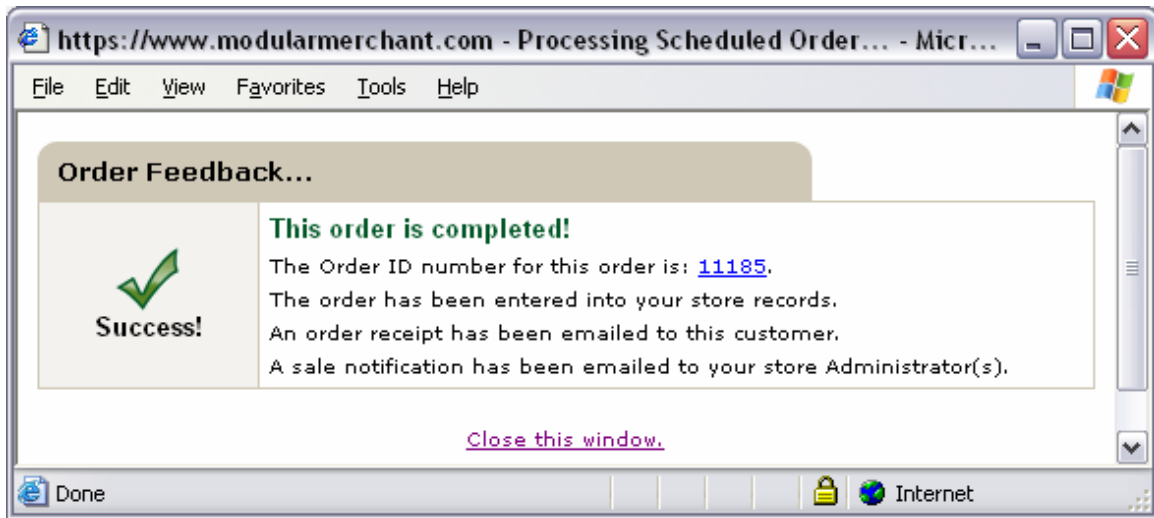 https://www.modularmerchant.com - Processing Scheduled Order... - Micr...
File Edit View Favorites Tools Help
Order Feedback...
Success!
This order is completed!
The Order ID number for this order is: 11185.
The order has been entered into your store records.
An order receipt has been emailed to this customer.
A sale notification has been emailed to your store Administrator(s).
Close this window.
Done Internet